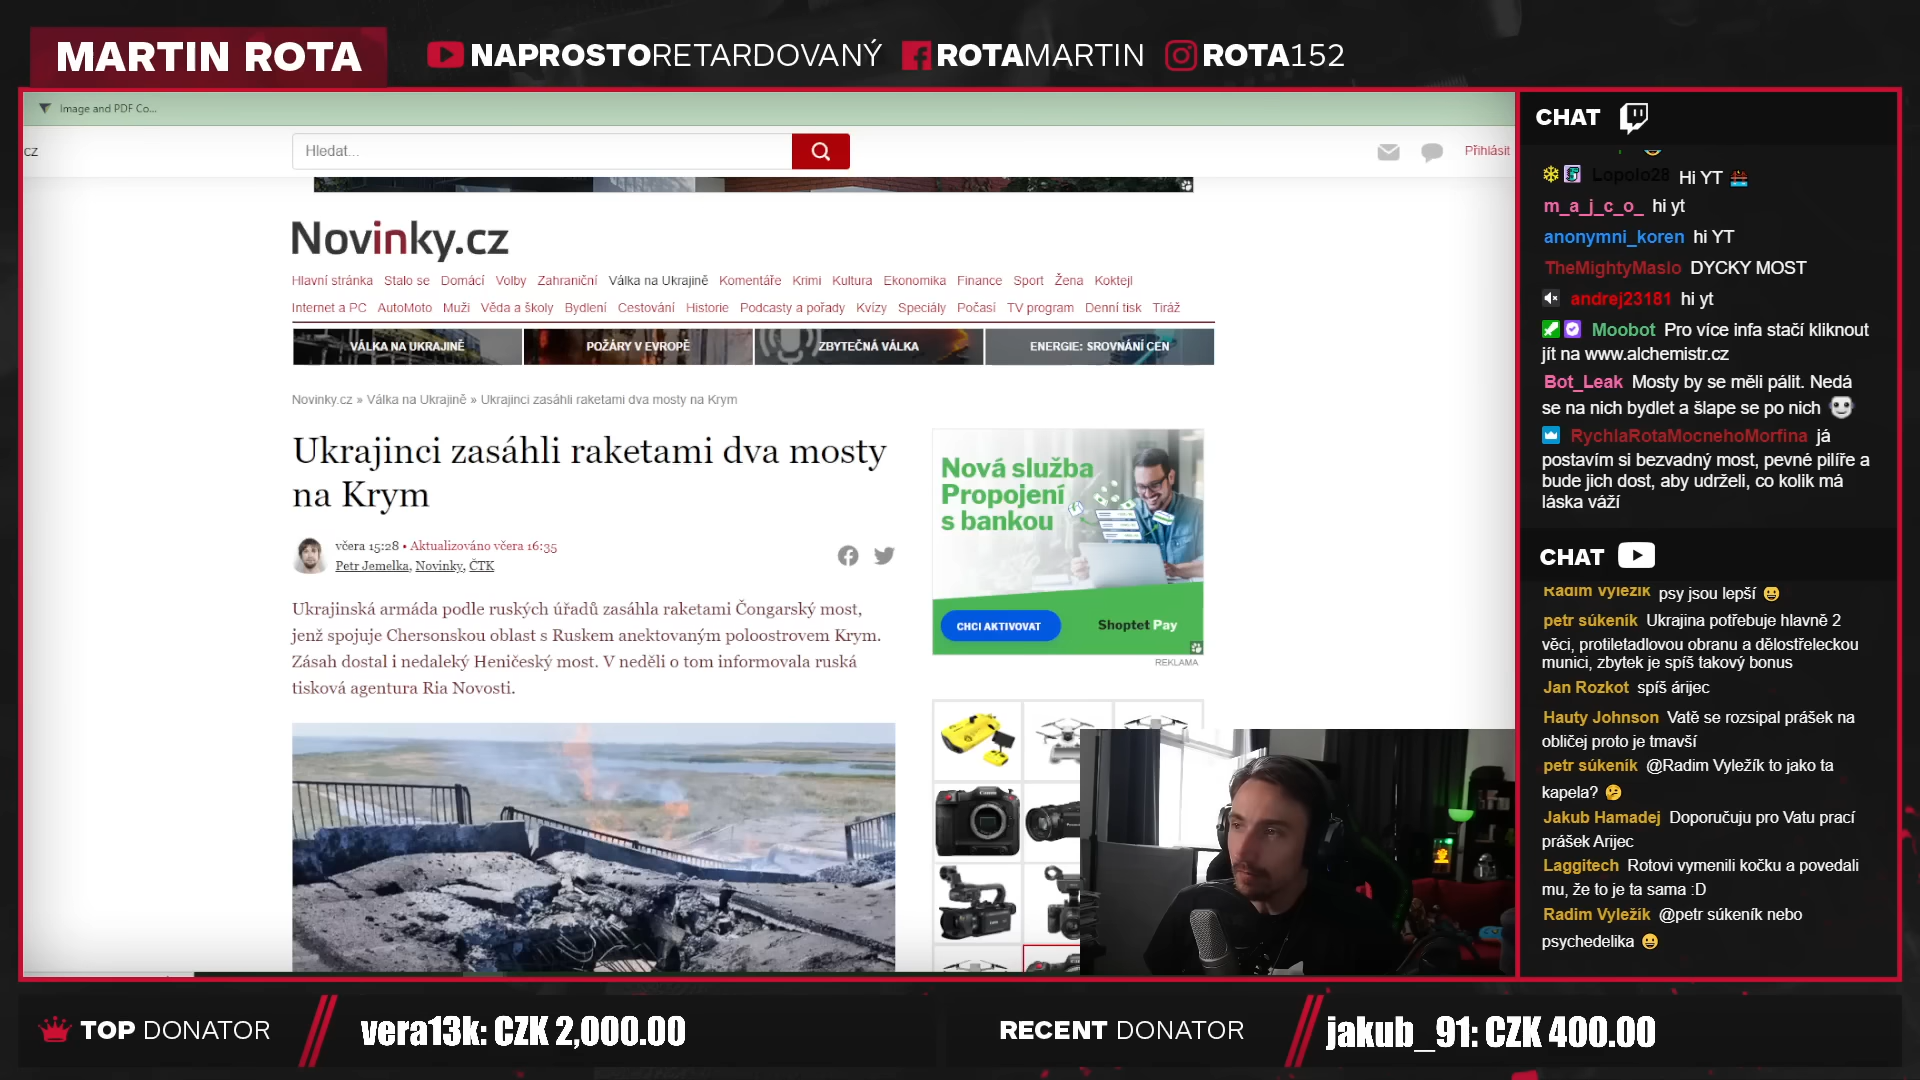 MARTIN ROTA
NAPROSTORETARDOVANÝ ROTAMARTIN ROTA152
Image and PDF Co...
cz
Hledat...
Přihlásit
Novinky.cz
Hlavní stránka Stalo se Domácí Volby Zahraniční Válka na Ukrajině Komentáře Krimi Kultura Ekonomika Finance Sport Žena Koktejl
Internet a PC AutoMoto Muži Věda a školy Bydlení Cestování Historie Podcasty a pořady Kvízy Speciály Počasí TV program Denní tisk Tiráž
VÁLKA NA UKRAJINĚ POŽÁRY V EVROPĚ ZBYTEČNÁ VÁLKA ENERGIE: SROVNÁNÍ CEN
Novinky.cz » Válka na Ukrajině » Ukrajinci zasáhli raketami dva mosty na Krym
Ukrajinci zasáhli raketami dva mosty
na Krym
včera 15:28 • Aktualizováno včera 16:35
Petr Jemelka, Novinky, ČTK
Ukrajinská armáda podle ruských úřadů zasáhla raketami Čongarský most,
jenž spojuje Chersonskou oblast s Ruskem anektovaným poloostrovem Krym.
Zásah dostal i nedaleký Heničeský most. V neděli o tom informovala ruská
tisková agentura Ria Novosti.
Nová služba
Propojení
s bankou
CHCI AKTIVOVAT
Shoptet Pay
REKLAMA
CHAT
Lopolo28 Hi YT
m_a_j_c_o_ hi yt
anonymni_koren hi YT
TheMightyMaslo DYCKY MOST
andrej23181 hi yt
Moobot Pro více infa stačí kliknout
jít na www.alchemistr.cz
Bot_Leak Mosty by se měli pálit. Nedá
se na nich bydlet a šlape se po nich
RychlaRotaMocnehoMorfina já
postavím si bezvadný most, pevné pilíře a
bude jich dost, aby udrželi, co kolik má
láska váží
CHAT
Radim Vyležík psy jsou lepší
petr súkeník Ukrajina potřebuje hlavně 2
věci, protiletadlovou obranu a dělostřeleckou
munici, zbytek je spíš takový bonus
Jan Rozkot spíš árijec
Hauty Johnson Vatě se rozsipal prášek na
obličej proto je tmavší
petr súkeník @Radim Vyležík to jako ta
kapela?
Jakub Hamadej Doporučuju pro Vatu prací
prášek Arijec
Laggitech Rotovi vymenili kočku a povedali
mu, že to je ta sama :D
Radim Vyležík @petr súkeník nebo
psychedelika
TOP DONATOR vera13k: CZK 2,000.00
RECENT DONATOR jakub_91: CZK 400.00